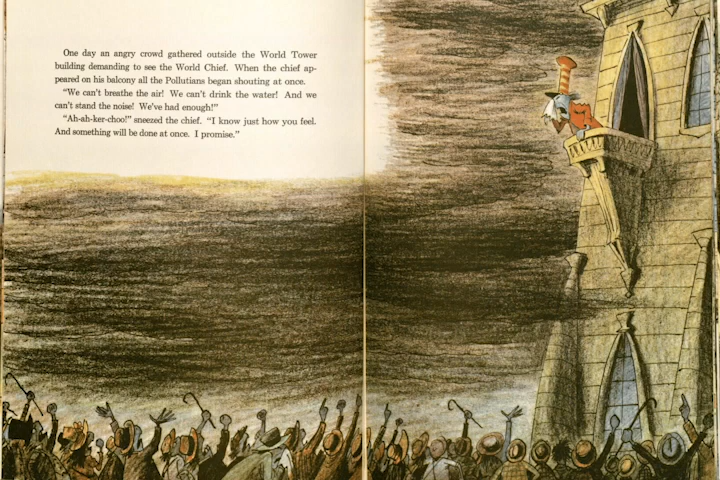 One day an angry crowd gathered outside the World Tower
building demanding to see the World Chief. When the chief ap-
peared on his balcony all the Pollutians began shouting at once.
"We can't breathe the air! We can't drink the water! And we
can't stand the noise! We've had enough!"
"Ah-ah-ker-choo!" sneezed the chief. "I know just how you feel.
And something will be done at once. I promise."